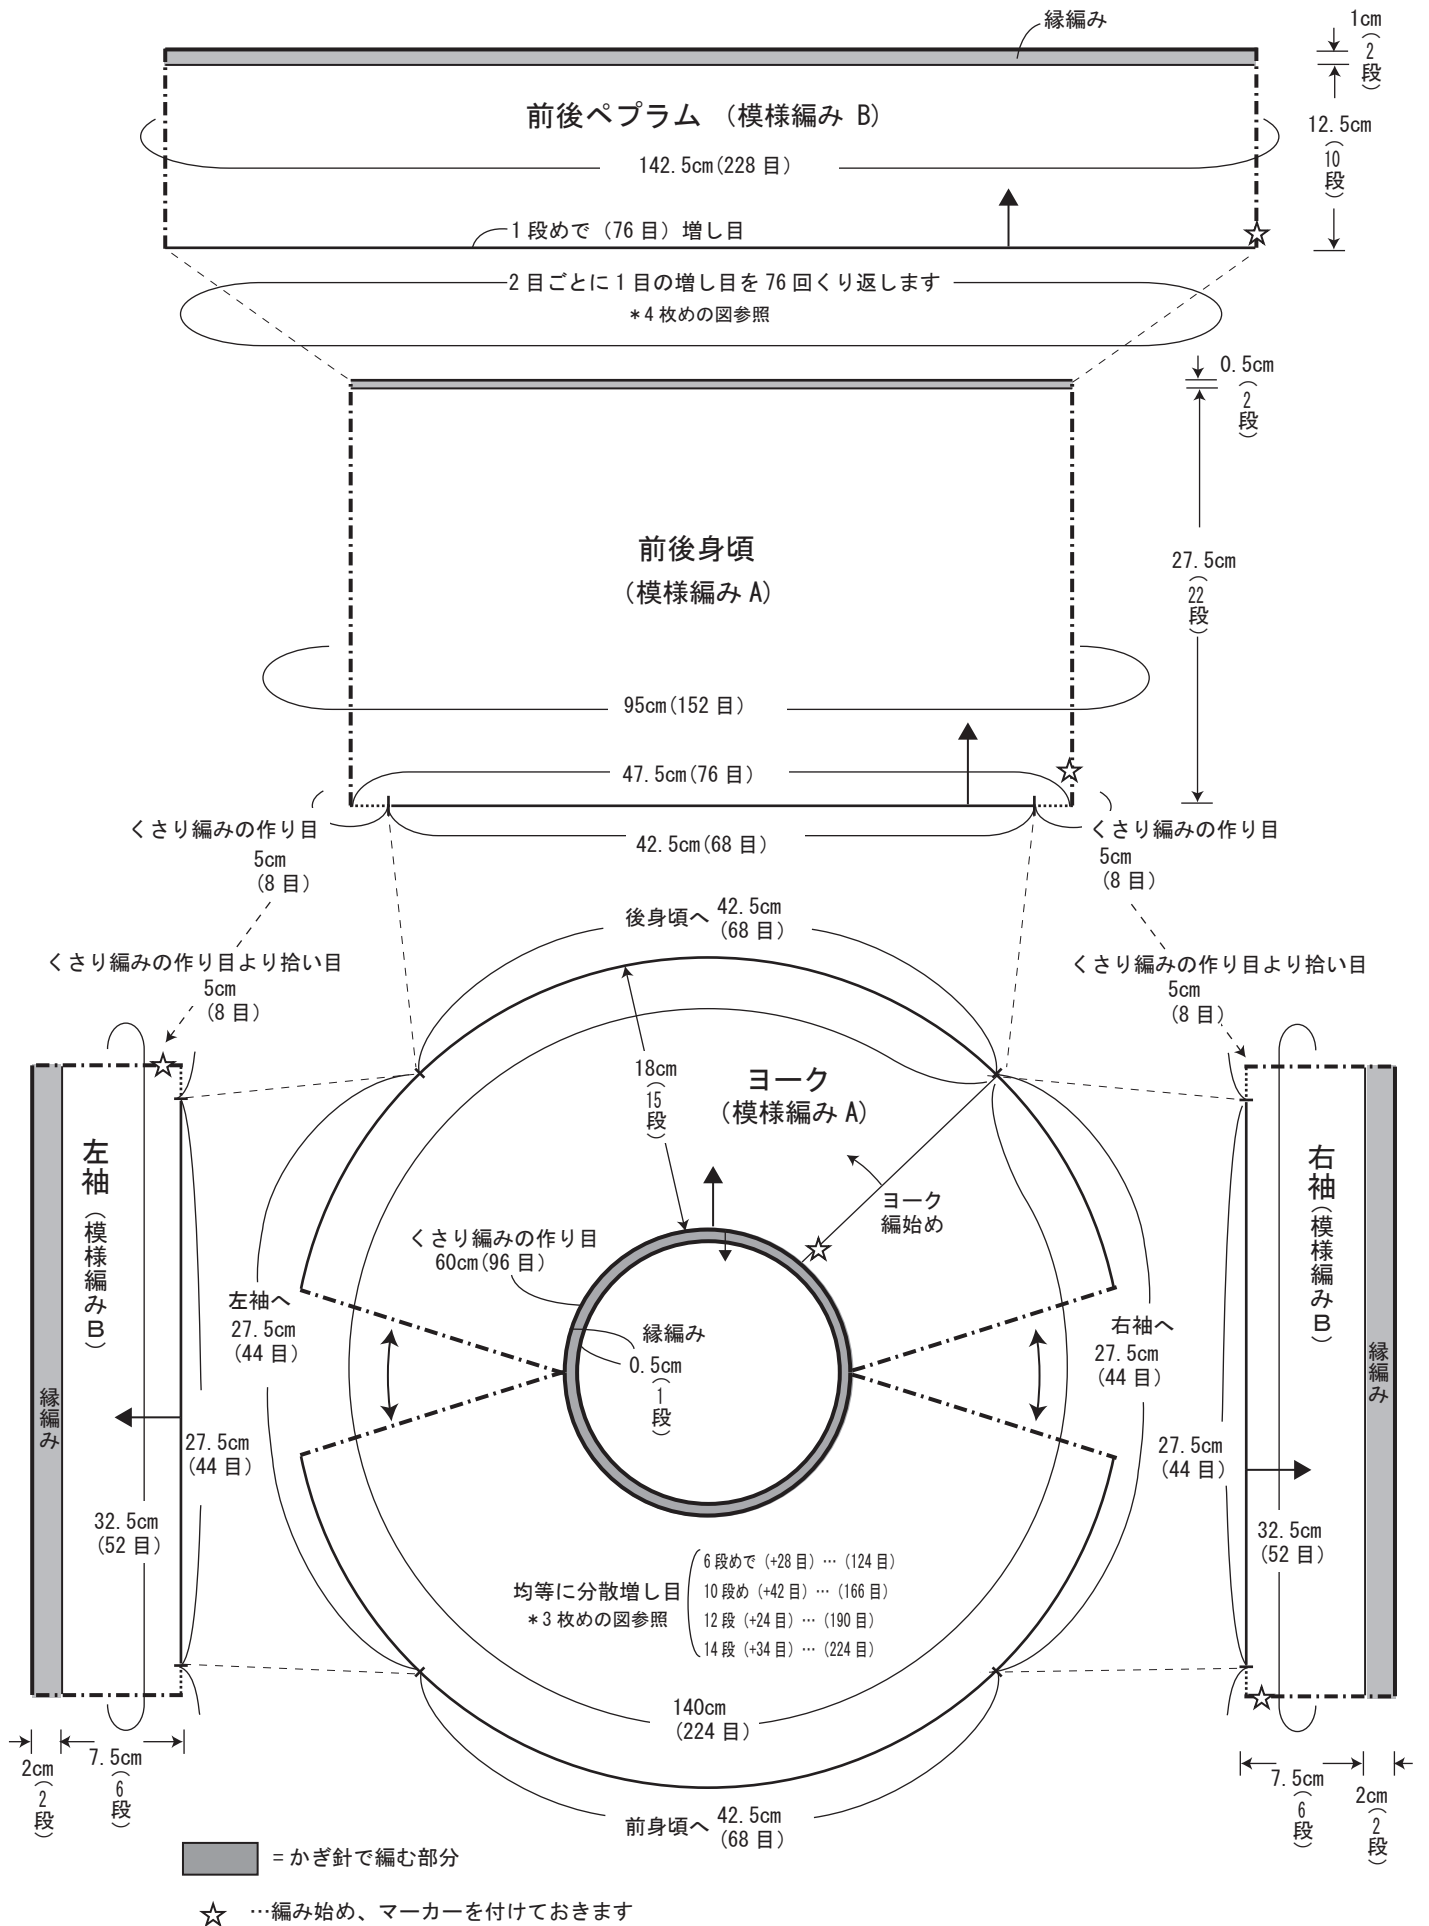 縁編み
1cm
(2段)
前後ペプラム (模様編み B)
12.5cm
(10段)
142.5cm(228 目)
1 段めで (76 目) 増し目
2 目ごとに 1 目の増し目を 76 回くり返します
*4 枚めの図参照
0.5cm
(2段)
前後身頃
(模様編み A)
27.5cm
(22段)
95cm(152 目)
47.5cm(76 目)
42.5cm(68 目)
くさり編みの作り目
5cm
(8 目)
くさり編みの作り目
5cm
(8 目)
くさり編みの作り目より拾い目
5cm
(8 目)
くさり編みの作り目より拾い目
5cm
(8 目)
後身頃へ 42.5cm
(68 目)
18cm
(15段)
ヨーク
(模様編み A)
ヨーク
編始め
くさり編みの作り目
60cm(96 目)
縁編み
0.5cm
(1段)
左袖 (模様編み B)
縁編み
左袖へ
27.5cm
(44 目)
27.5cm
(44 目)
32.5cm
(52 目)
右袖 (模様編み B)
縁編み
右袖へ
27.5cm
(44 目)
27.5cm
(44 目)
32.5cm
(52 目)
均等に分散増し目
*3 枚めの図参照
6 段めで (+28 目) … (124 目)
10 段め (+42 目) … (166 目)
12 段 (+24 目) … (190 目)
14 段 (+34 目) … (224 目)
140cm
(224 目)
前身頃へ 42.5cm
(68 目)
2cm
(2段)
7.5cm
(6段)
7.5cm
(6段)
2cm
(2段)
= かぎ針で編む部分
☆ …編み始め、マーカーを付けておきます